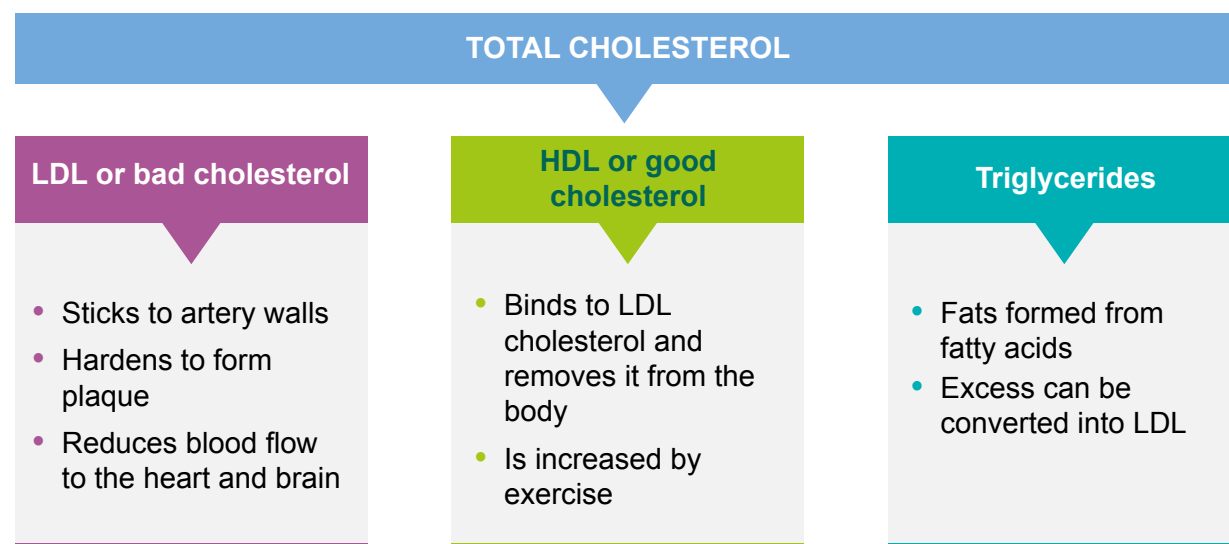 TOTAL CHOLESTEROL
LDL or bad cholesterol
• Sticks to artery walls
• Hardens to form
plaque
• Reduces blood flow
to the heart and brain
HDL or good
cholesterol
• Binds to LDL
cholesterol and
removes it from the
body
• Is increased by
exercise
Triglycerides
• Fats formed from
fatty acids
• Excess can be
converted into LDL